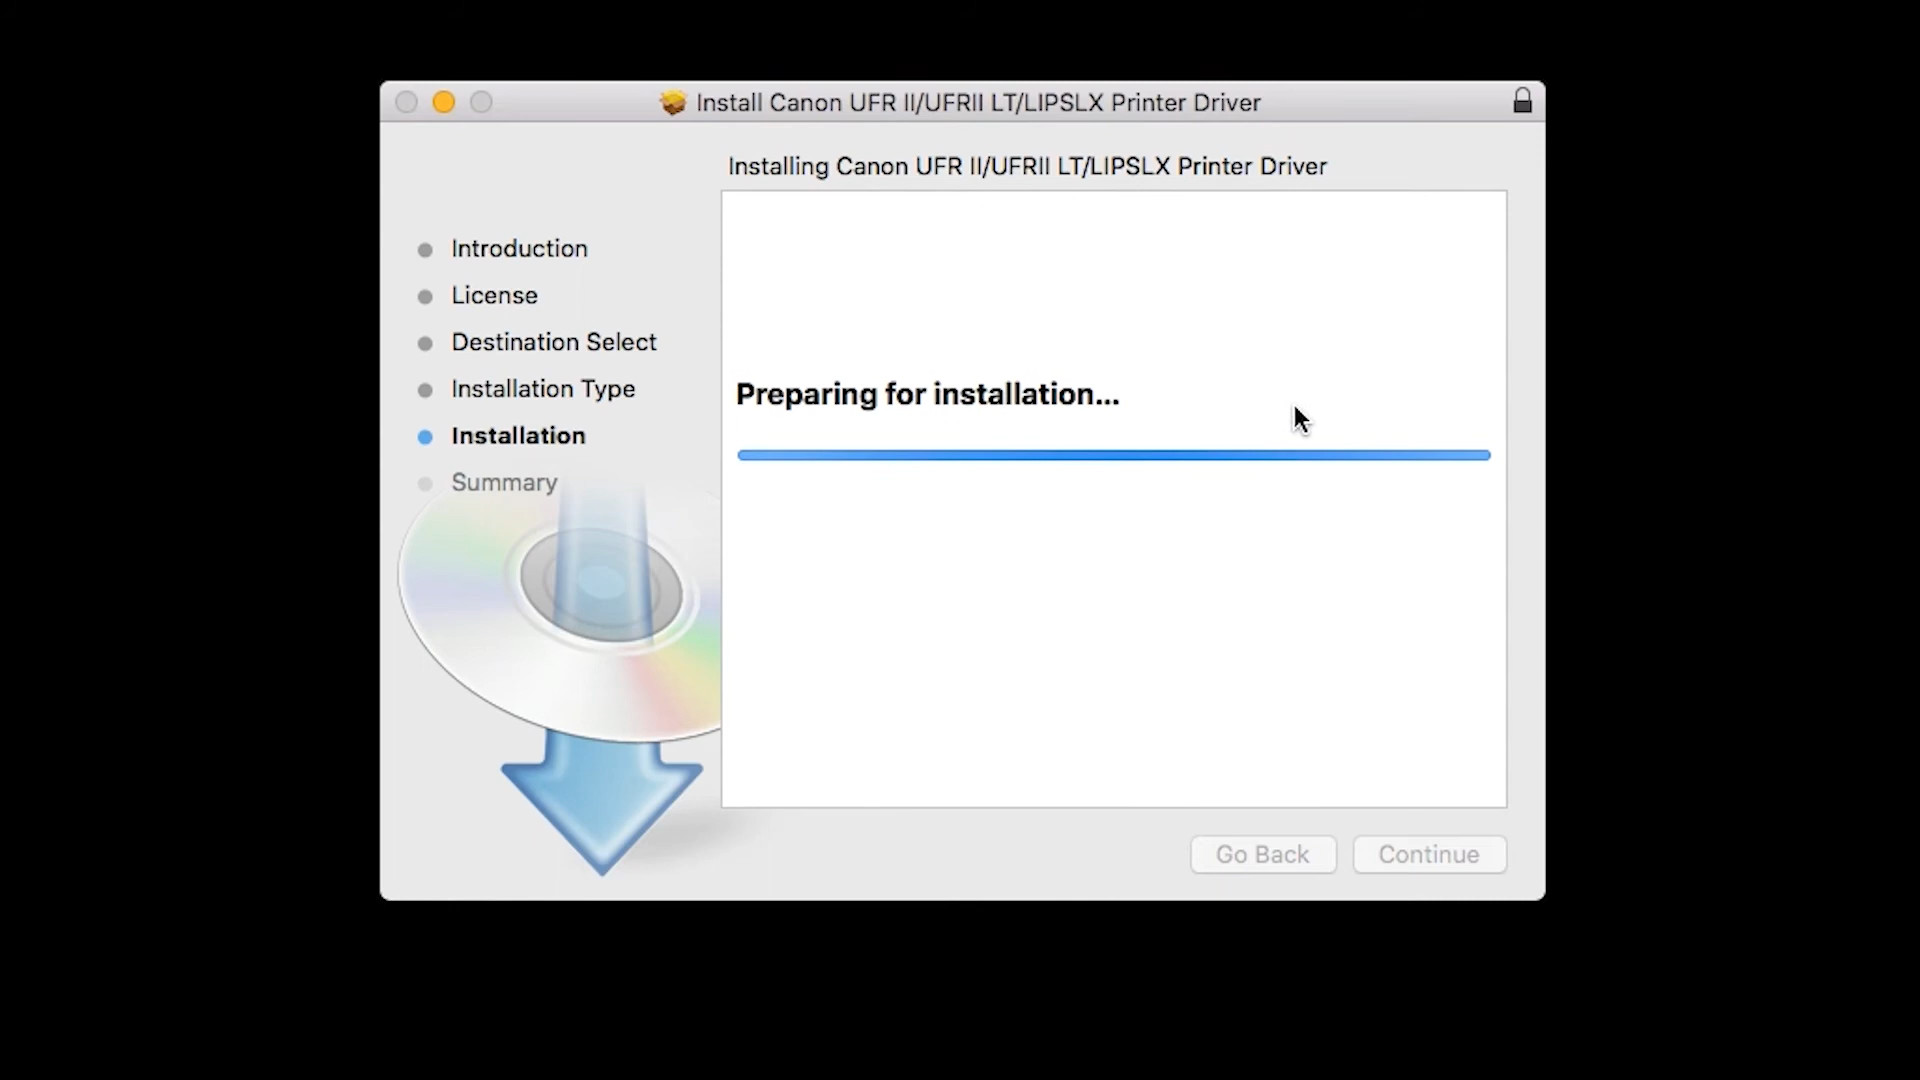 Install Canon UFR II/UFRII LT/LIPSLX Printer Driver
Installing Canon UFR II/UFRII LT/LIPSLX Printer Driver
Introduction
License
Destination Select
Installation Type
Installation
Summary
Preparing for installation...
Go Back
Continue